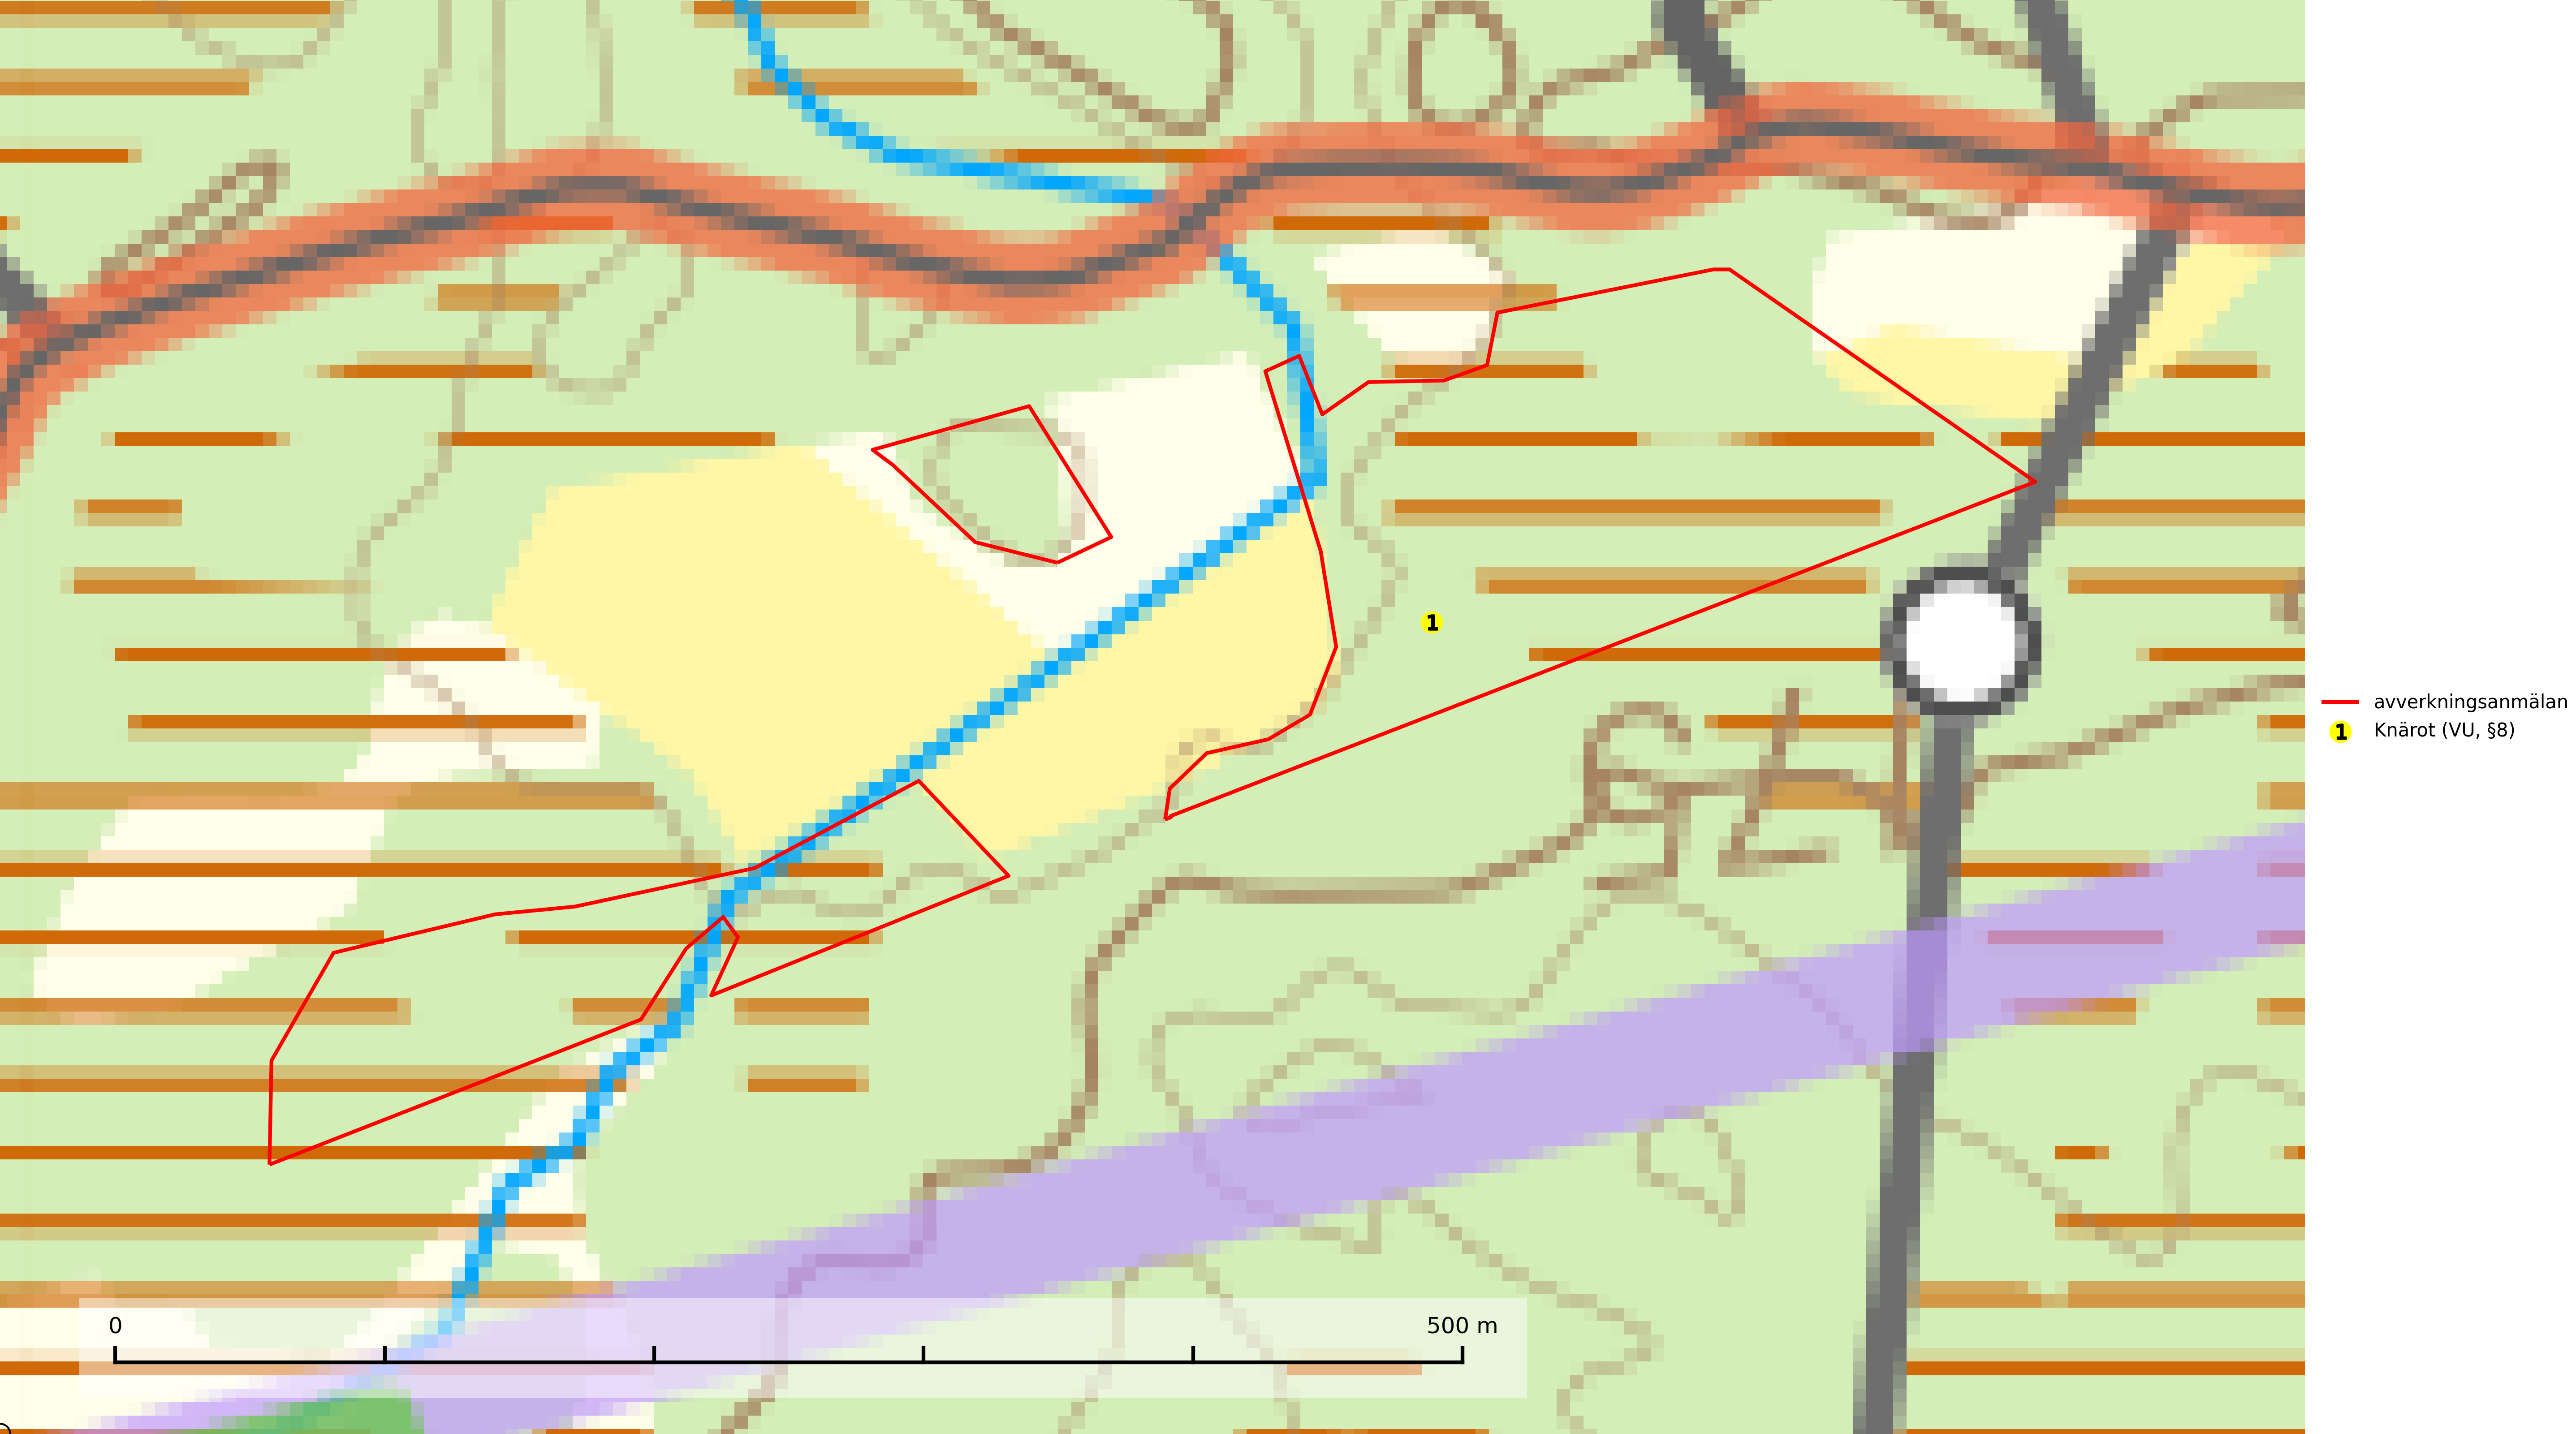 1
0
500 m
avverkningsanmälan
1 Knärot (VU, §8)